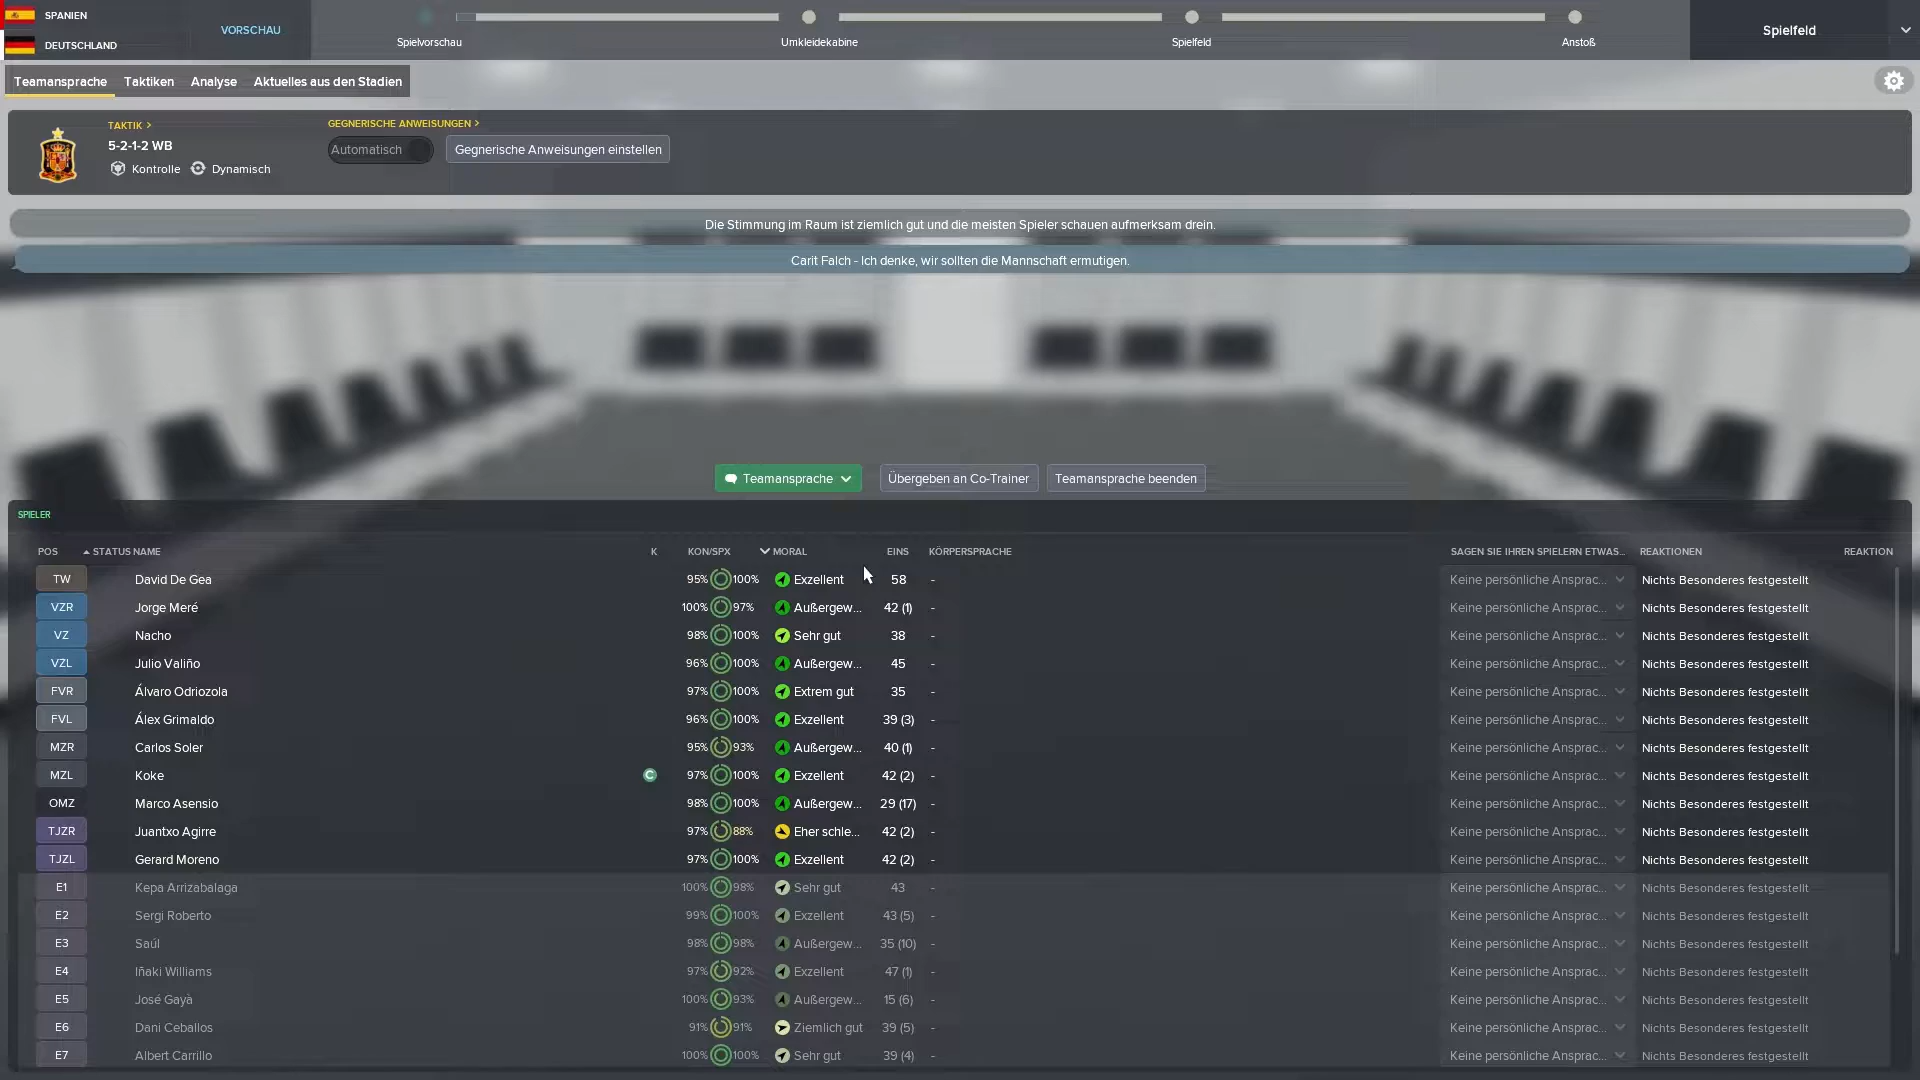 SPANIEN
DEUTSCHLAND
VORSCHAU
Spielvorschau
Umkleidekabine
Spielfeld
Anstoß
Spielfeld
Teamansprache Taktiken Analyse Aktuelles aus den Stadien
TAKTIK >
5-2-1-2 WB
Kontrolle Dynamisch
GEGNERISCHE ANWEISUNGEN >
Automatisch Gegnerische Anweisungen einstellen
Die Stimmung im Raum ist ziemlich gut und die meisten Spieler schauen aufmerksam drein.
Carit Falch - Ich denke, wir sollten die Mannschaft ermutigen.
Teamansprache Übergeben an Co-Trainer Teamansprache beenden
SPIELER
POS STATUS NAME K KON/SPX MORAL EINS KÖRPERSPRACHE SAGEN SIE IHREN SPIELERN ETWAS... REAKTIONEN REAKTION
TW David De Gea 95% 100% Exzellent 58 - Keine persönliche Ansprac... Nichts Besonderes festgestellt
VZR Jorge Meré 100% 97% Außergew... 42 (1) - Keine persönliche Ansprac... Nichts Besonderes festgestellt
VZ Nacho 98% 100% Sehr gut 38 - Keine persönliche Ansprac... Nichts Besonderes festgestellt
VZL Julio Valiño 96% 100% Außergew... 45 - Keine persönliche Ansprac... Nichts Besonderes festgestellt
FVR Álvaro Odriozola 97% 100% Extrem gut 35 - Keine persönliche Ansprac... Nichts Besonderes festgestellt
FVL Álex Grimaldo 96% 100% Exzellent 39 (3) - Keine persönliche Ansprac... Nichts Besonderes festgestellt
MZR Carlos Soler 95% 93% Außergew... 40 (1) - Keine persönliche Ansprac... Nichts Besonderes festgestellt
MZL Koke C 97% 100% Exzellent 42 (2) - Keine persönliche Ansprac... Nichts Besonderes festgestellt
OMZ Marco Asensio 98% 100% Außergew... 29 (17) - Keine persönliche Ansprac... Nichts Besonderes festgestellt
TJZR Juantxo Agirre 97% 88% Eher schle... 42 (2) - Keine persönliche Ansprac... Nichts Besonderes festgestellt
TJZL Gerard Moreno 97% 100% Exzellent 42 (2) - Keine persönliche Ansprac... Nichts Besonderes festgestellt
E1 Kepa Arrizabalaga 100% 98% Sehr gut 43 - Keine persönliche Ansprac... Nichts Besonderes festgestellt
E2 Sergi Roberto 99% 100% Exzellent 43 (5) - Keine persönliche Ansprac... Nichts Besonderes festgestellt
E3 Saúl 98% 98% Außergew... 35 (10) - Keine persönliche Ansprac... Nichts Besonderes festgestellt
E4 Iñaki Williams 97% 92% Exzellent 47 (1) - Keine persönliche Ansprac... Nichts Besonderes festgestellt
E5 José Gayà 100% 93% Außergew... 15 (6) - Keine persönliche Ansprac... Nichts Besonderes festgestellt
E6 Dani Ceballos 91% 91% Ziemlich gut 39 (5) - Keine persönliche Ansprac... Nichts Besonderes festgestellt
E7 Albert Carrillo 100% 100% Sehr gut 39 (4) - Keine persönliche Ansprac... Nichts Besonderes festgestellt